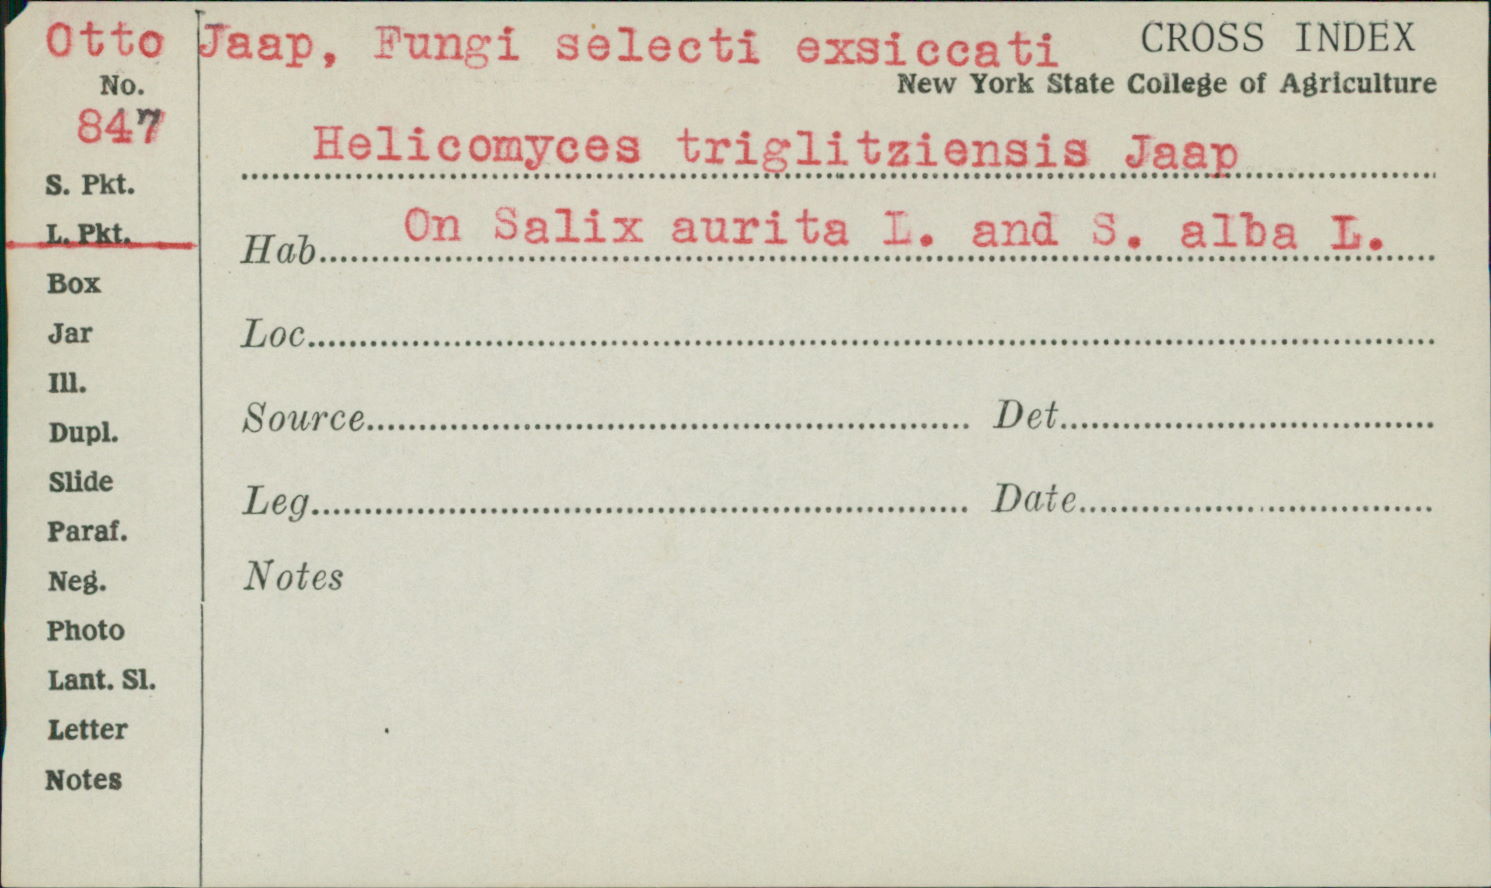 Otto Jaap, Fungi selecti exsiccati CROSS INDEX
No. New York State College of Agriculture
847
Helicomyces triglitziensis Jaap
S. Pkt.
L. Pkt.
Hab. On Salix aurita L. and S. alba L.
Box
Jar
Loc.
Ill.
Dupl.
Source Det.
Slide
Leg. Date
Paraf.
Neg.
Notes
Photo
Lant. Sl.
Letter
Notes